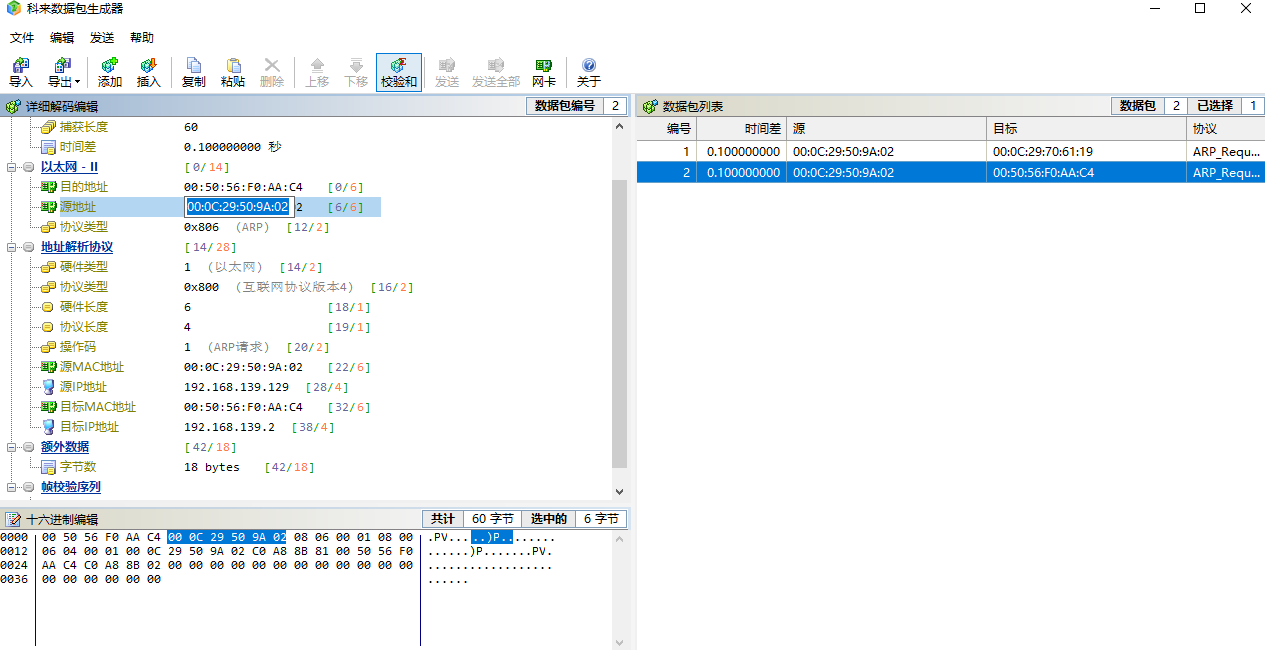 科来数据包生成器
文件 编辑 发送 帮助
导入 导出 添加 插入 复制 粘贴 删除 上移 下移 校验和 发送 发送全部 网卡 关于
详细解码编辑 数据包编号 2
捕获长度 60
时间差 0.100000000 秒
以太网 - II [0/14]
目的地址 00:50:56:F0:AA:C4 [0/6]
源地址 00:0C:29:50:9A:02 2 [6/6]
协议类型 0x806 (ARP) [12/2]
地址解析协议 [14/28]
硬件类型 1 (以太网) [14/2]
协议类型 0x800 (互联网协议版本4) [16/2]
硬件长度 6 [18/1]
协议长度 4 [19/1]
操作码 1 (ARP请求) [20/2]
源MAC地址 00:0C:29:50:9A:02 [22/6]
源IP地址 192.168.139.129 [28/4]
目标MAC地址 00:50:56:F0:AA:C4 [32/6]
目标IP地址 192.168.139.2 [38/4]
额外数据 [42/18]
字节数 18 bytes [42/18]
帧校验序列
十六进制编辑 共计 60 字节 选中的 6 字节
0000 00 50 56 F0 AA C4 00 0C 29 50 9A 02 08 06 00 01 08 00 .PV.....)P.......
0012 06 04 00 01 00 0C 29 50 9A 02 C0 A8 8B 81 00 50 56 F0 ......)P.......PV.
0024 AA C4 C0 A8 8B 02 00 00 00 00 00 00 00 00 00 00 00 00 ..................
0036 00 00 00 00 00 00 ......
数据包列表 数据包 2 已选择 1
编号 时间差 源 目标 协议
1 0.100000000 00:0C:29:50:9A:02 00:0C:29:70:61:19 ARP_Requ...
2 0.100000000 00:0C:29:50:9A:02 00:50:56:F0:AA:C4 ARP_Requ...